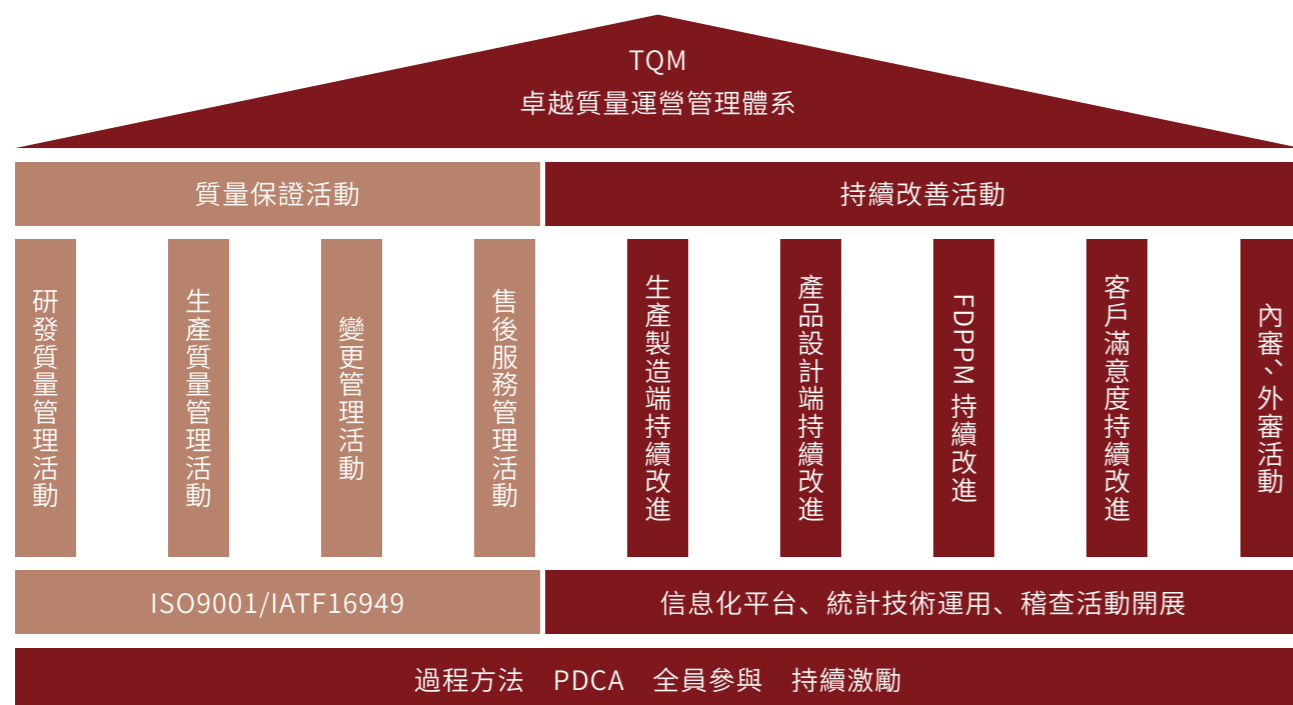 TQM
卓越質量運營管理體系
質量保證活動
持續改善活動
研發質量管理活動
生產質量管理活動
變更管理活動
售後服務管理活動
生產製造端持續改進
產品設計端持續改進
FDPPM 持續改進
客戶滿意度持續改進
內審、外審活動
ISO9001/IATF16949
信息化平台、統計技術運用、稽查活動開展
過程方法 PDCA 全員參與 持續激勵